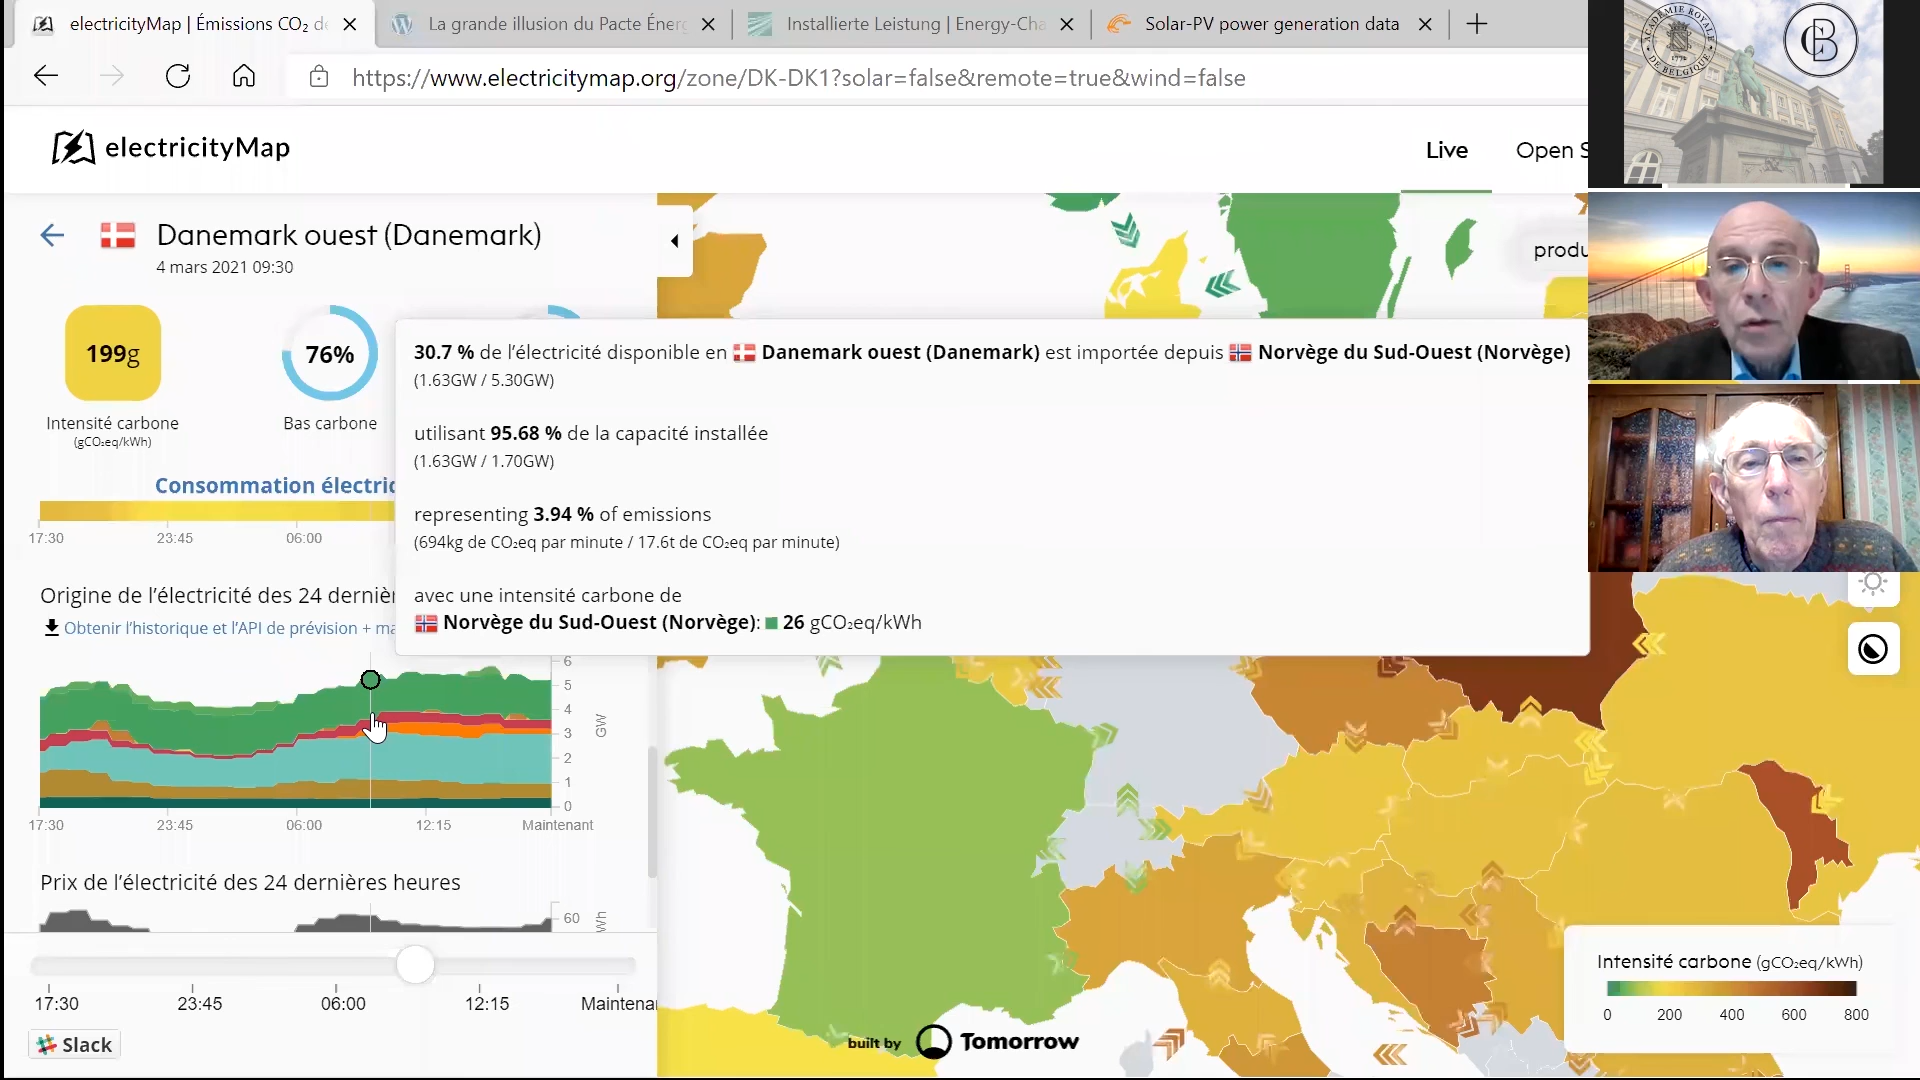 electricityMap | Émissions CO₂ de
La grande illusion du Pacte Énerg
Installierte Leistung | Energy-Cha
Solar-PV power generation data
https://www.electricitymap.org/zone/DK-DK1?solar=false&remote=true&wind=false
electricityMap
Live
Open S
ACADÉMIE ROYALE DE BELGIQUE
1772
CB
Danemark ouest (Danemark)
4 mars 2021 09:30
produ
199g
76%
Intensité carbone
(gCO₂eq/kWh)
Bas carbone
30.7 % de l'électricité disponible en Danemark ouest (Danemark) est importée depuis Norvège du Sud-Ouest (Norvège)
(1.63GW / 5.30GW)
utilisant 95.68 % de la capacité installée
(1.63GW / 1.70GW)
representing 3.94 % of emissions
(694kg de CO₂eq par minute / 17.6t de CO₂eq par minute)
avec une intensité carbone de
Norvège du Sud-Ouest (Norvège): 26 gCO₂eq/kWh
Consommation électric
17:30 23:45 06:00
Origine de l'électricité des 24 dernièr
Obtenir l'historique et l'API de prévision + ma
6
5
4
3
2
1
0
GW
17:30 23:45 06:00 12:15 Maintenant
Prix de l'électricité des 24 dernières heures
60
Wh
17:30 23:45 06:00 12:15 Maintena
Slack
built by Tomorrow
Intensité carbone (gCO₂eq/kWh)
0 200 400 600 800